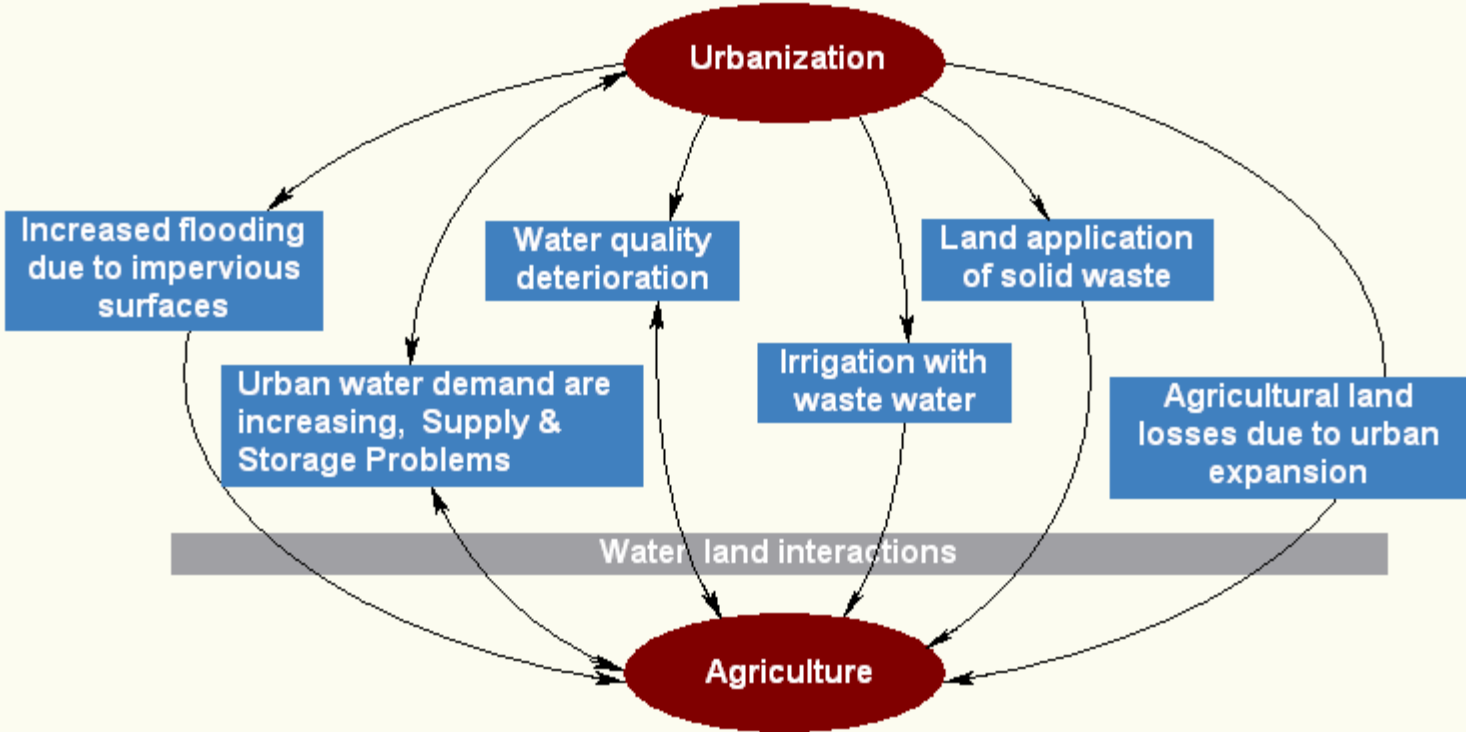 Urbanization
Increased flooding
due to impervious
surfaces
Water quality
deterioration
Land application
of solid waste
Urban water demand are
increasing, Supply &
Storage Problems
Irrigation with
waste water
Agricultural land
losses due to urban
expansion
Water land interactions
Agriculture